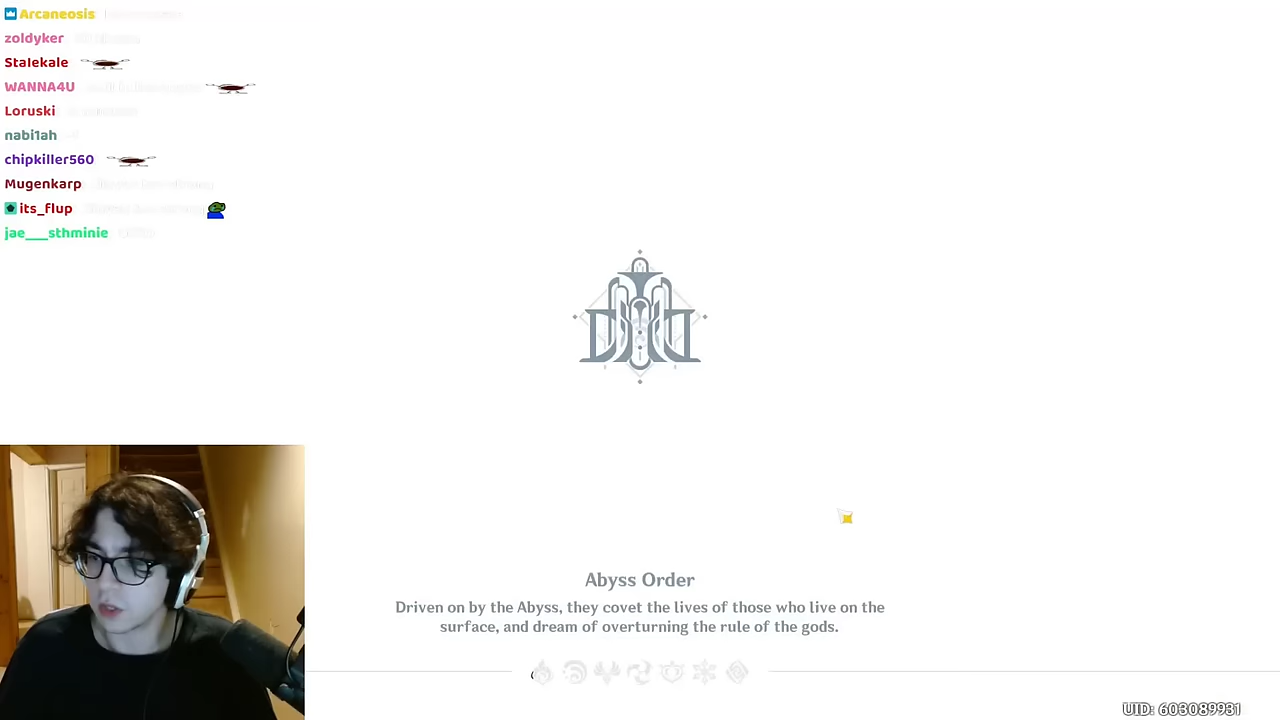 Arcaneosis
zoldyker
Stalekale
WANNA4U
Loruski
nabi1ah
chipkiller560
Mugenkarp
its_flup
jae___sthminie
Abyss Order
Driven on by the Abyss, they covet the lives of those who live on the
surface, and dream of overturning the rule of the gods.
UID: 603089931